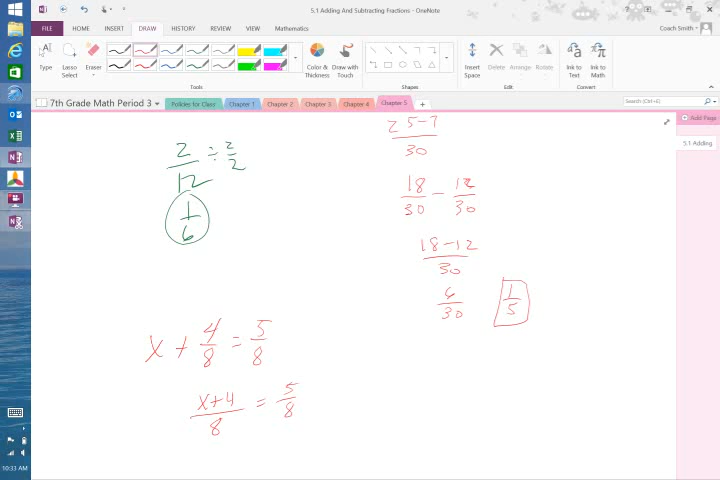 5.1 Adding And Subtracting Fractions - OneNote
FILE HOME INSERT DRAW HISTORY REVIEW VIEW Mathematics
Coach Smith
Type
Lasso Select
Eraser
Color & Thickness
Draw with Touch
Insert Space
Delete
Arrange
Rotate
Ink to Text
Ink to Math
Tools
Shapes
Edit
Convert
7th Grade Math Period 3
Policies for Class
Chapter 1
Chapter 2
Chapter 3
Chapter 4
Chapter 5
Search (Ctrl+E)
Add Page
5.1 Adding
2/12 ÷ 2/2
1/6
25-7/30
18/30 - 12/30
18-12/30
6/30 1/5
x + 4/8 = 5/8
x+4/8 = 5/8
10:33 AM